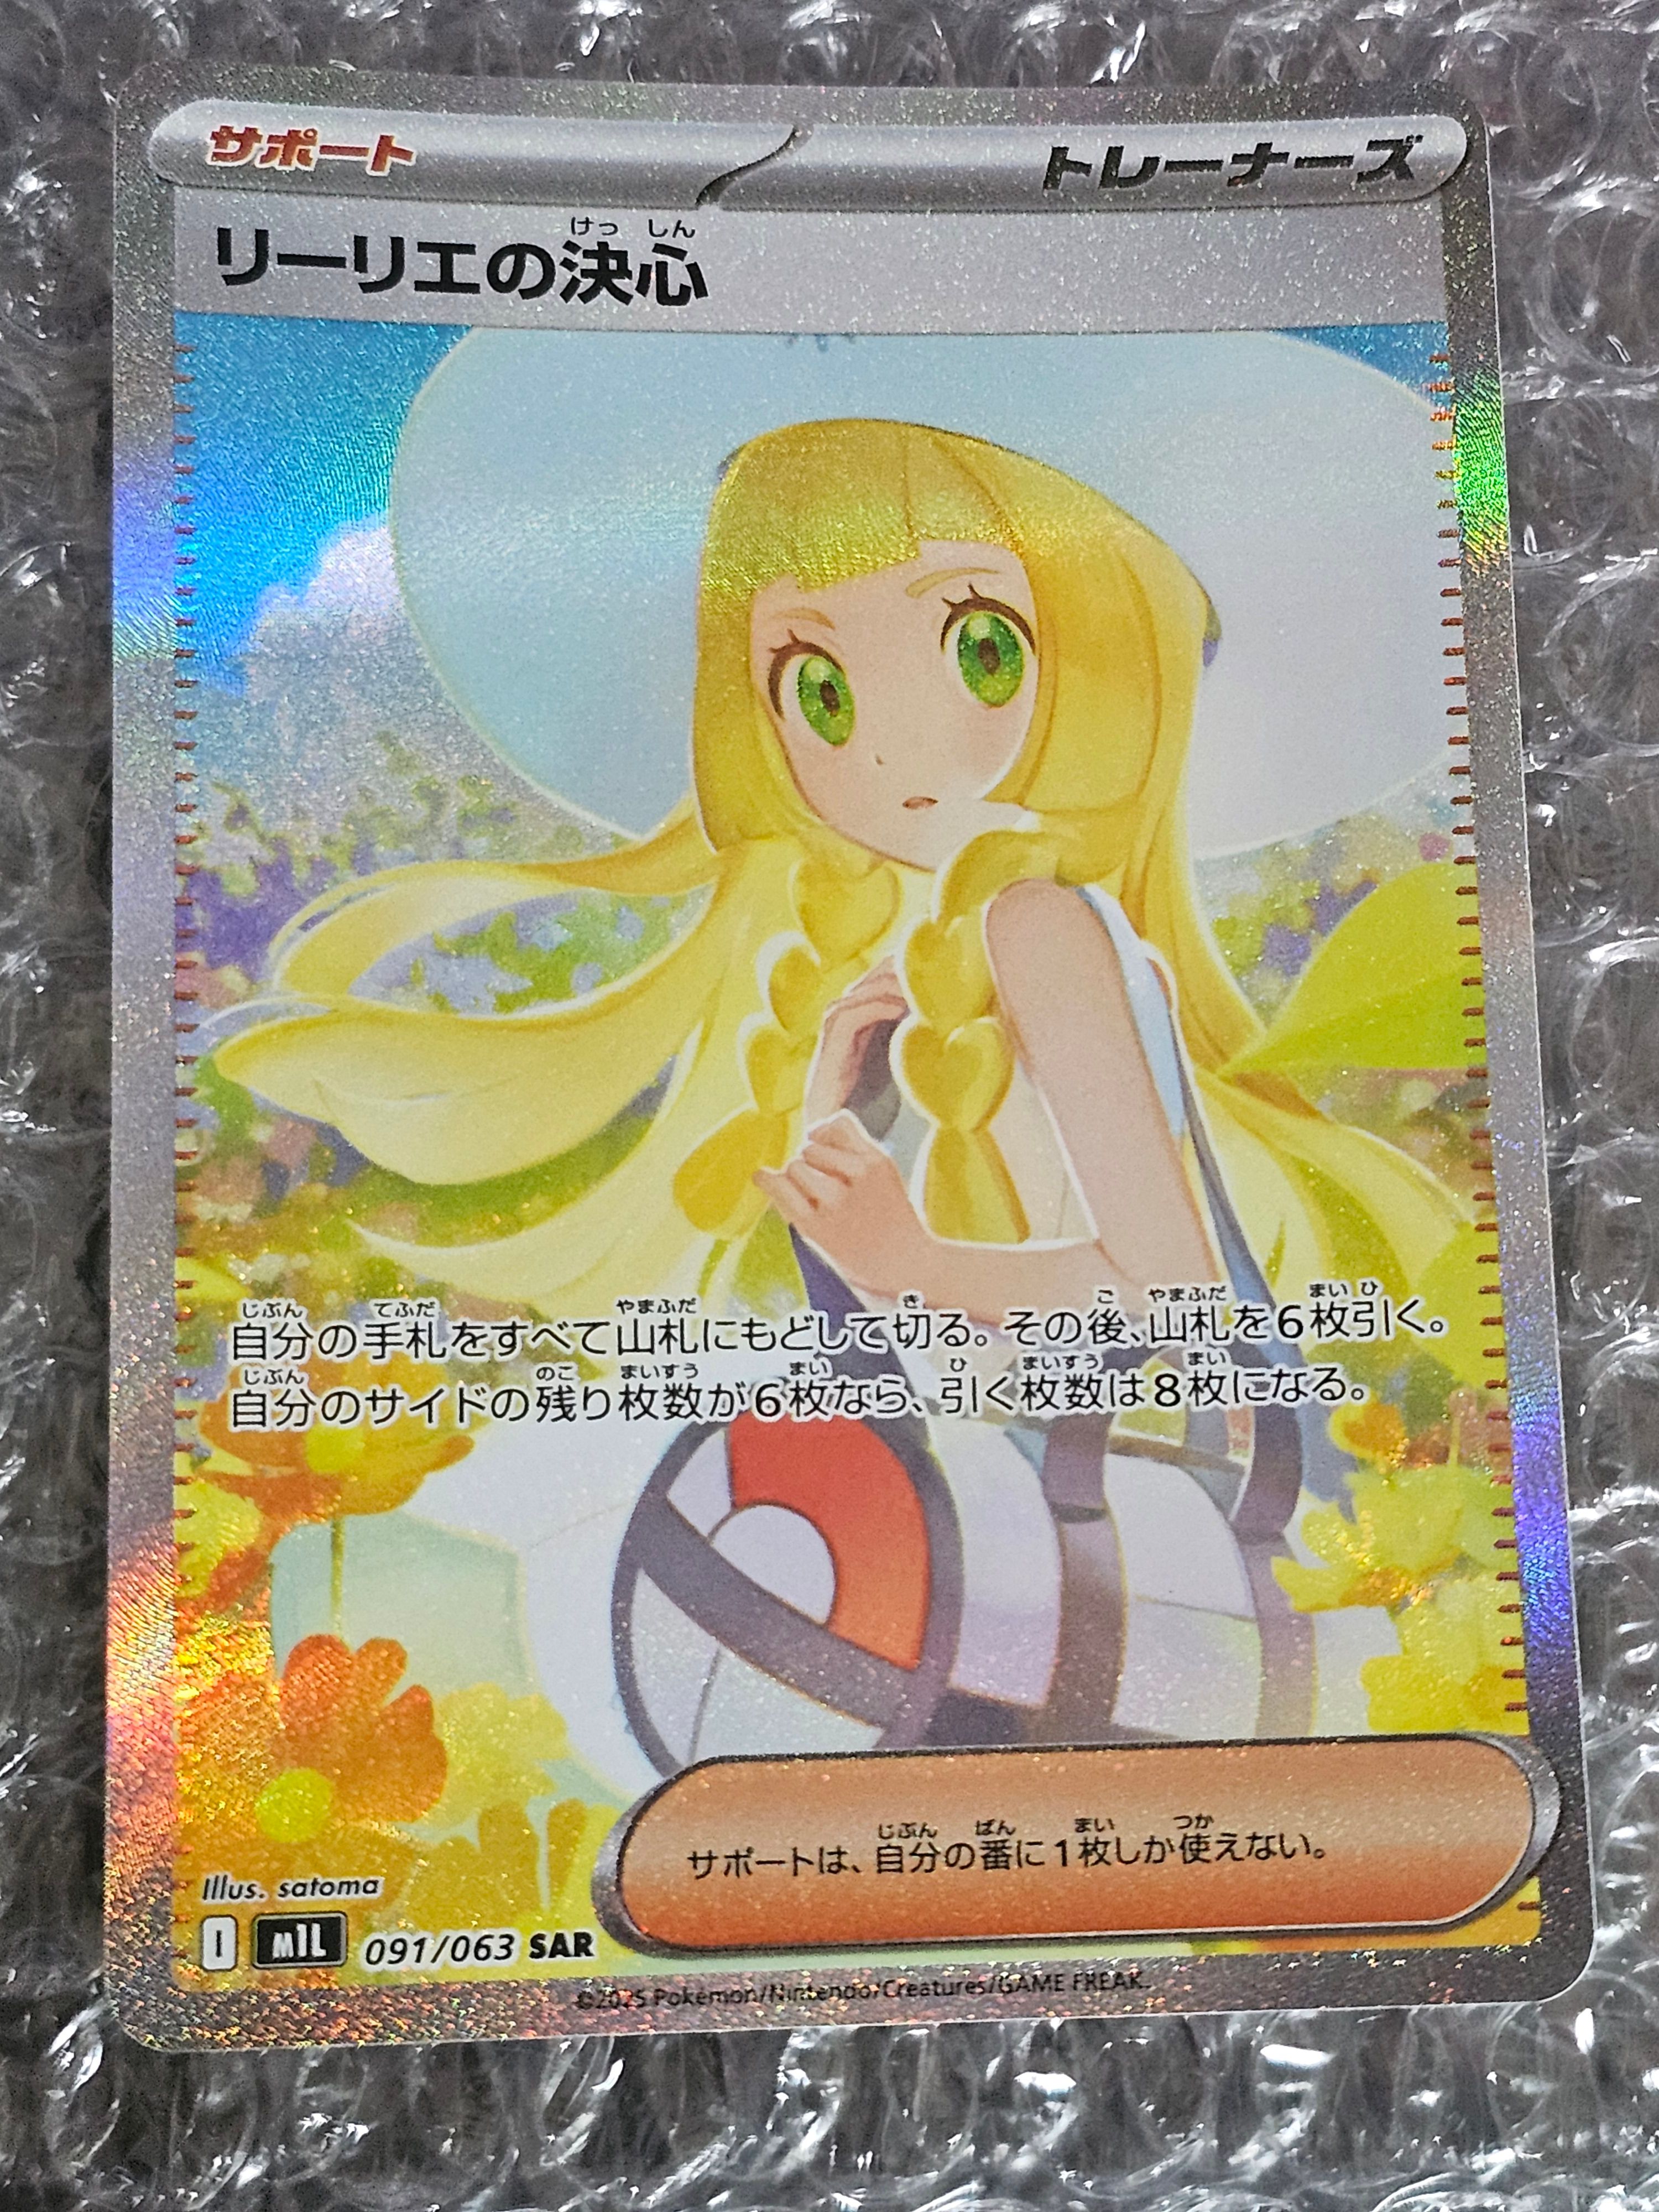 サポート
トレーナーズ
リーリエの決心
けっしん
じぶん てふだ やまふだ き ご やまふだ まい ひ
自分の手札をすべて山札にもどして切る。その後、山札を6枚引く。
じぶん のこ まいすう まい ひ まいすう まい
自分のサイドの残り枚数が6枚なら、引く枚数は8枚になる。
じぶん ばん まい つか
サポートは、自分の番に1枚しか使えない。
Illus. satoma
I m1L 091/063 SAR
©2025 Pokémon/Nintendo/Creatures/GAME FREAK.